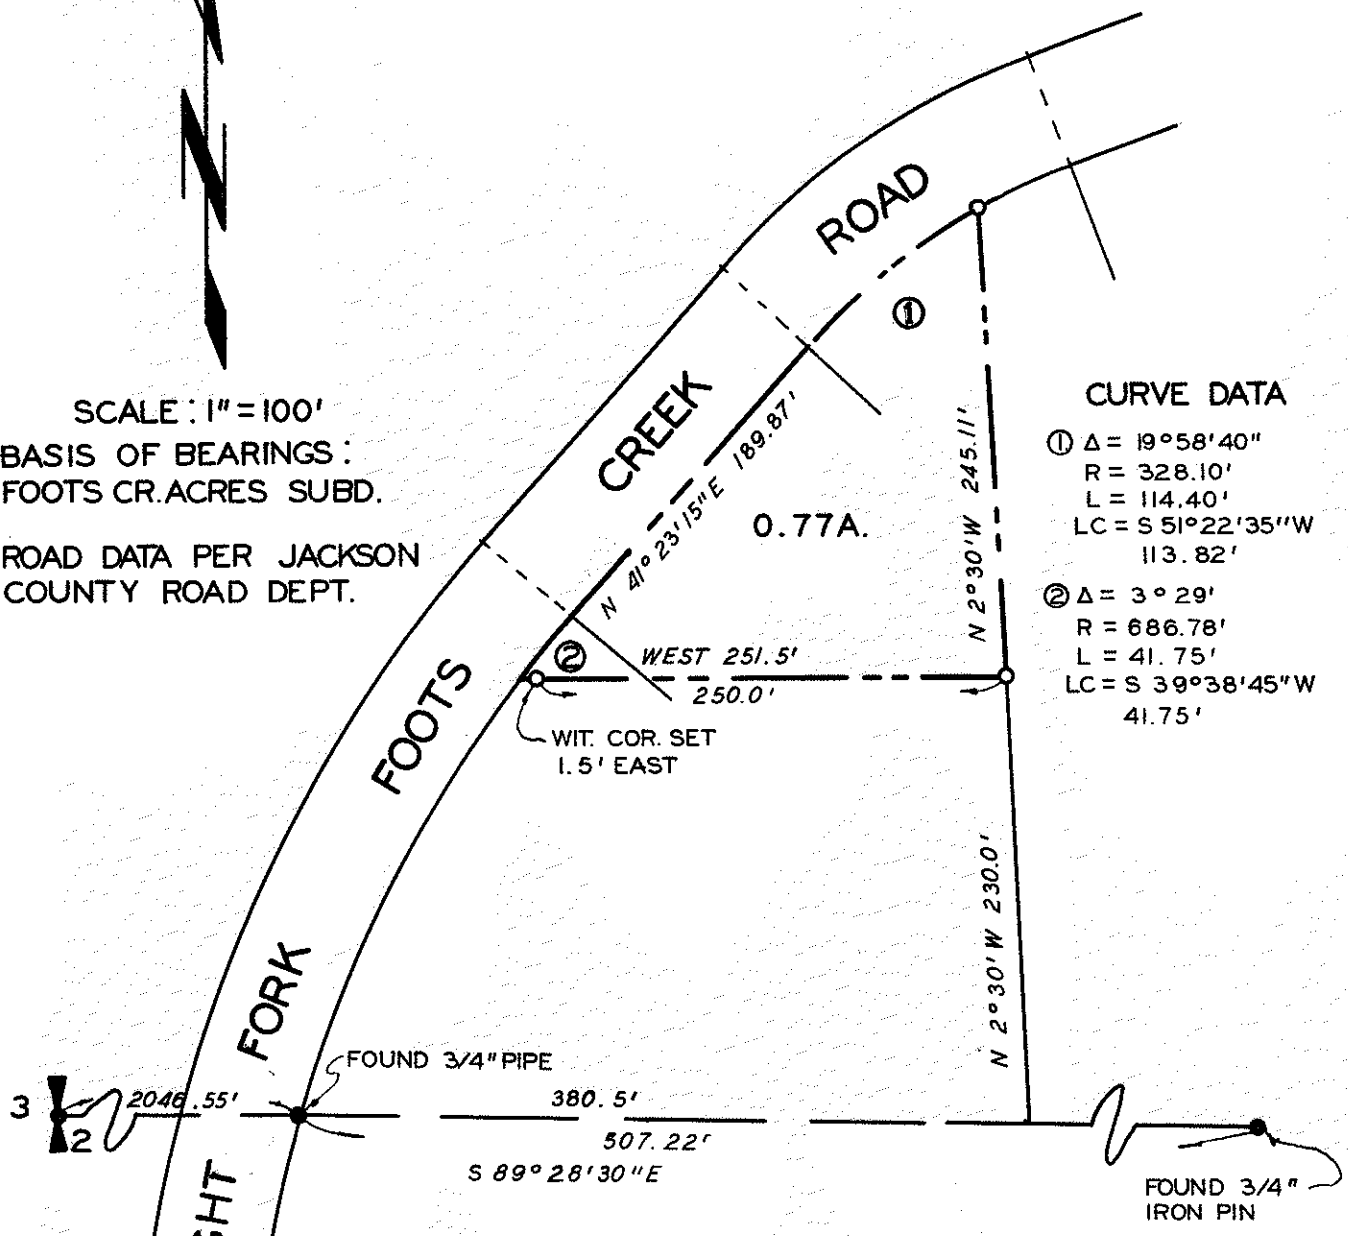 N
ROAD
CREEK
FOOTS
FORK
GHT
SCALE : 1" = 100'
BASIS OF BEARINGS :
FOOTS CR. ACRES SUBD.
ROAD DATA PER JACKSON
COUNTY ROAD DEPT.
①
N 41° 23' 15" E 189.87'
0.77A.
N 2° 30' W 245.11'
CURVE DATA
① Δ = 19° 58' 40"
R = 328.10'
L = 114.40'
LC = S 51° 22' 35" W
113.82'
② Δ = 3° 29'
R = 686.78'
L = 41.75'
LC = S 39° 38' 45" W
41.75'
②
WEST 251.5'
250.0'
WIT. COR. SET
1.5' EAST
N 2° 30' W 230.0'
FOUND 3/4" PIPE
3
2
2046.55'
380.5'
507.22'
S 89° 28' 30" E
FOUND 3/4"
IRON PIN